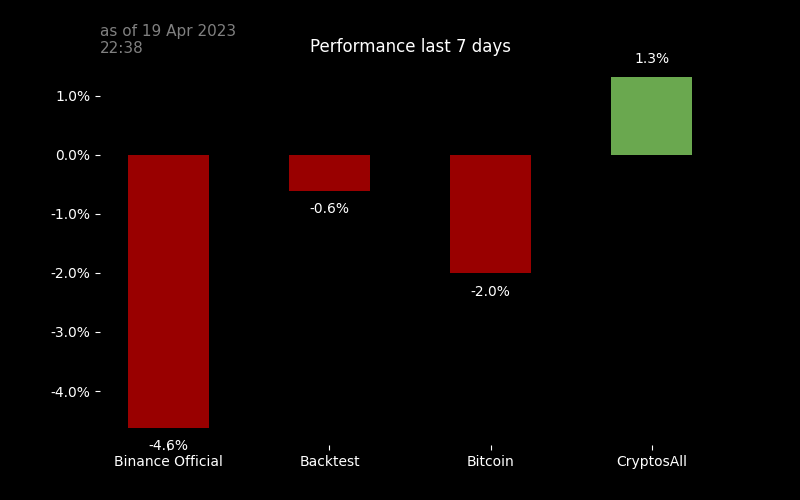 as of 19 Apr 2023
22:38
Performance last 7 days
1.3%
1.0%
0.0%
-1.0%
-0.6%
-2.0%
-2.0%
-3.0%
-4.0%
-4.6%
Binance Official
Backtest
Bitcoin
CryptosAll